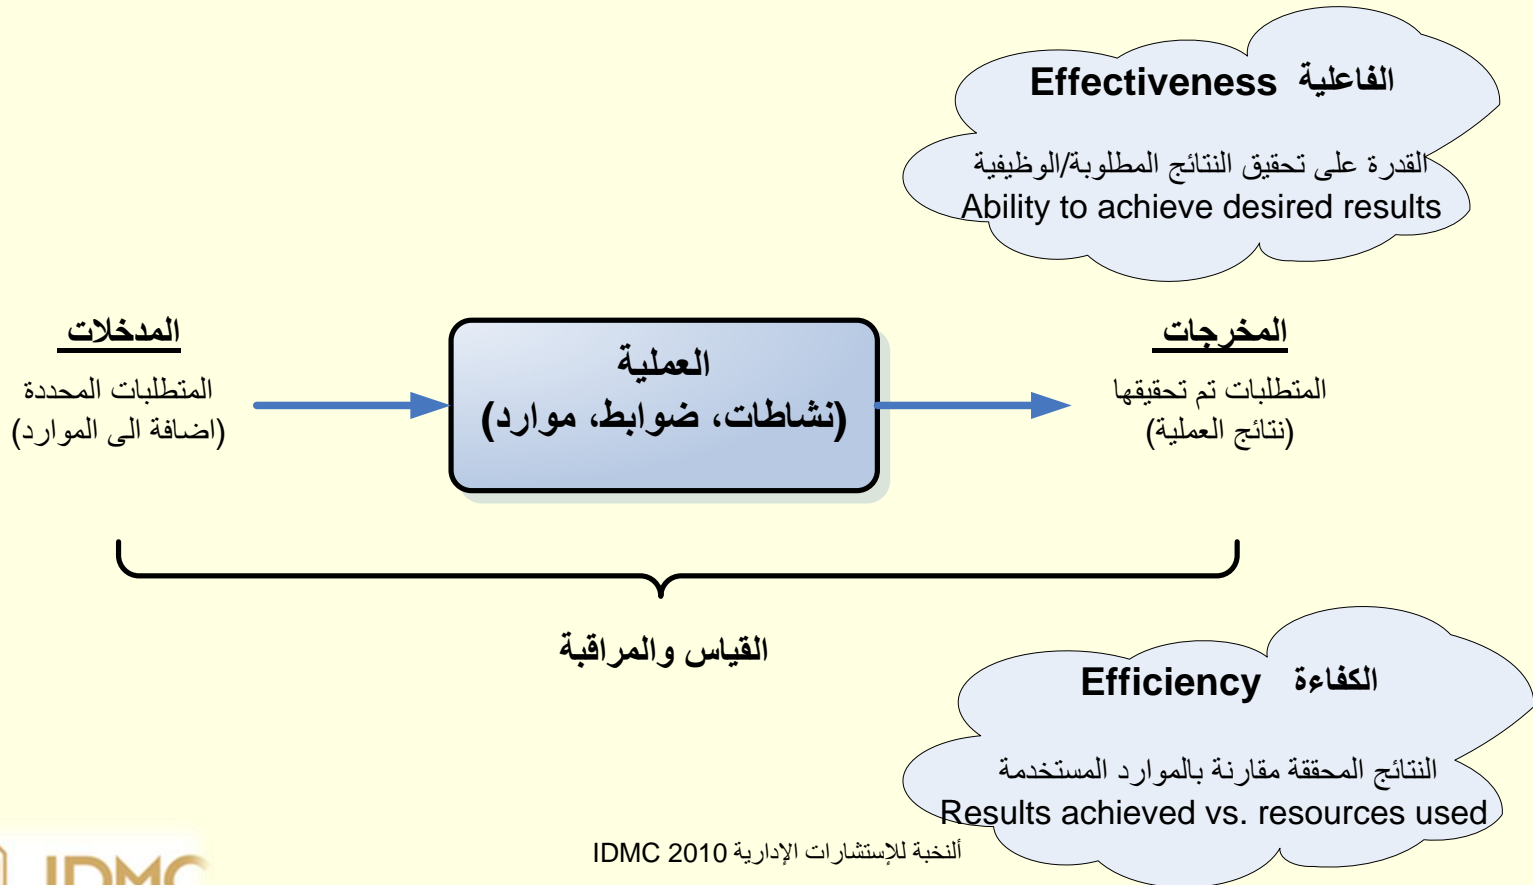 الفاعلية Effectiveness
القدرة على تحقيق النتائج المطلوبة/الوظيفية
Ability to achieve desired results
المدخلات
المتطلبات المحددة
(اضافة الى الموارد)
العملية
(نشاطات، ضوابط، موارد)
المخرجات
المتطلبات تم تحقيقها
(نتائج العملية)
القياس والمراقبة
الكفاءة Efficiency
النتائج المحققة مقارنة بالموارد المستخدمة
Results achieved vs. resources used
ألنخبة للإستشارات الإدارية IDMC 2010
IDMC